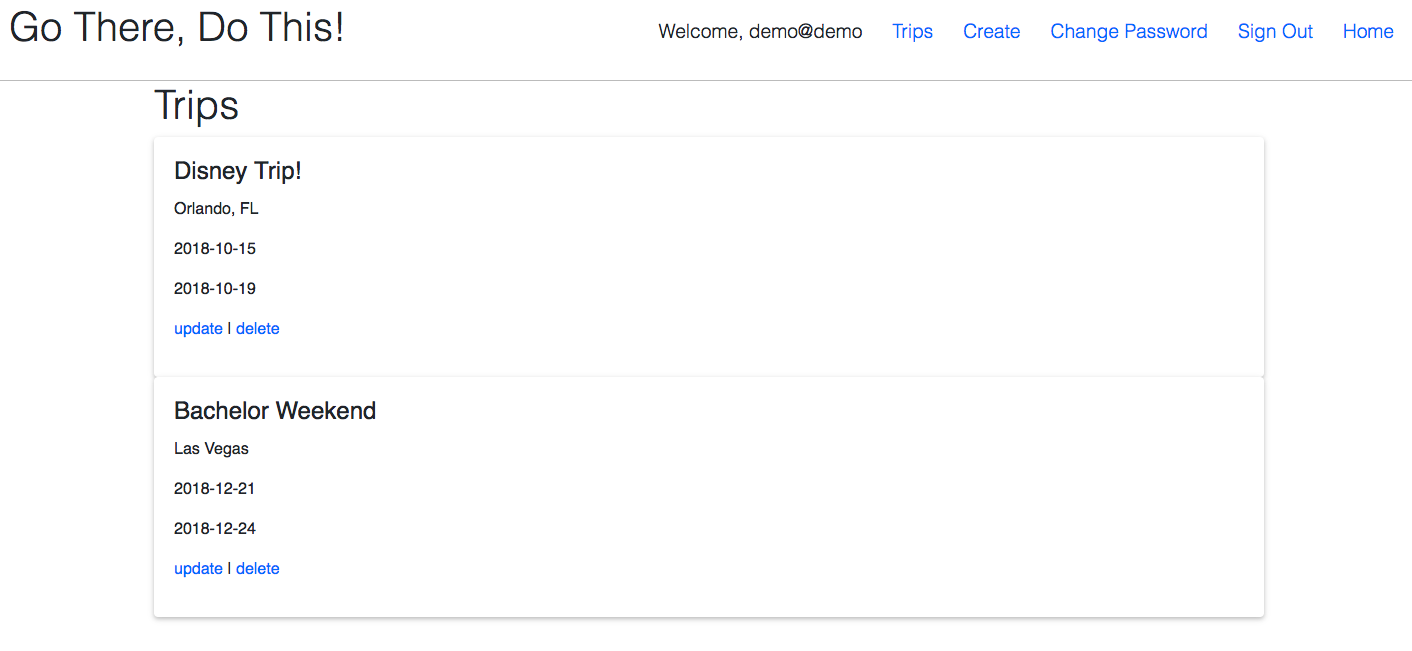 Go There, Do This!
Welcome, demo@demo Trips Create Change Password Sign Out Home
Trips
Disney Trip!
Orlando, FL
2018-10-15
2018-10-19
update | delete
Bachelor Weekend
Las Vegas
2018-12-21
2018-12-24
update | delete